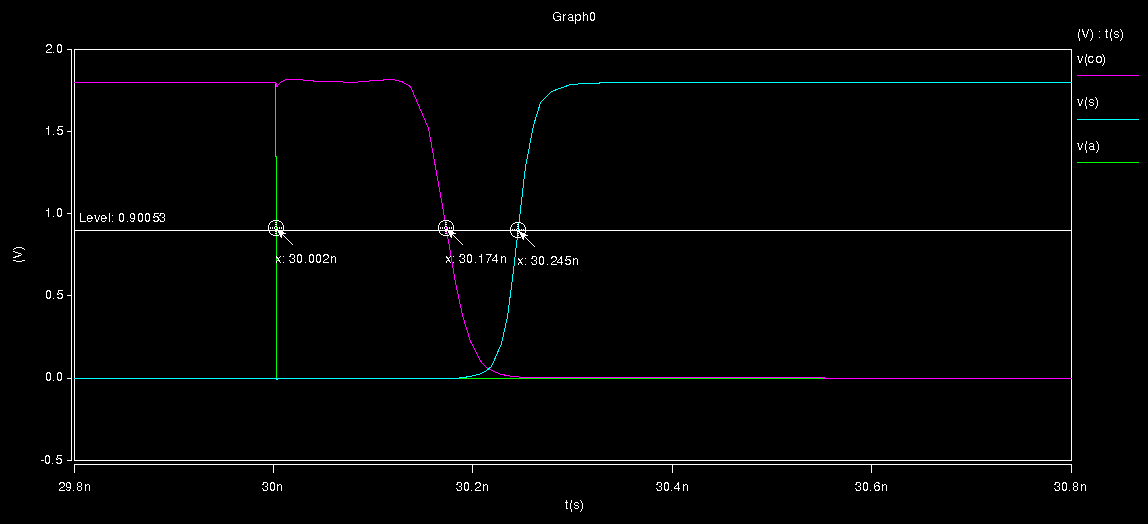 Graph0
(V) : t(s)
v(co)
v(s)
v(a)
2.0
1.5
1.0
0.5
0.0
-0.5
(V)
Level: 0.90053
x: 30.002n
x: 30.174n
x: 30.245n
29.8n
30n
30.2n
30.4n
30.6n
30.8n
t(s)